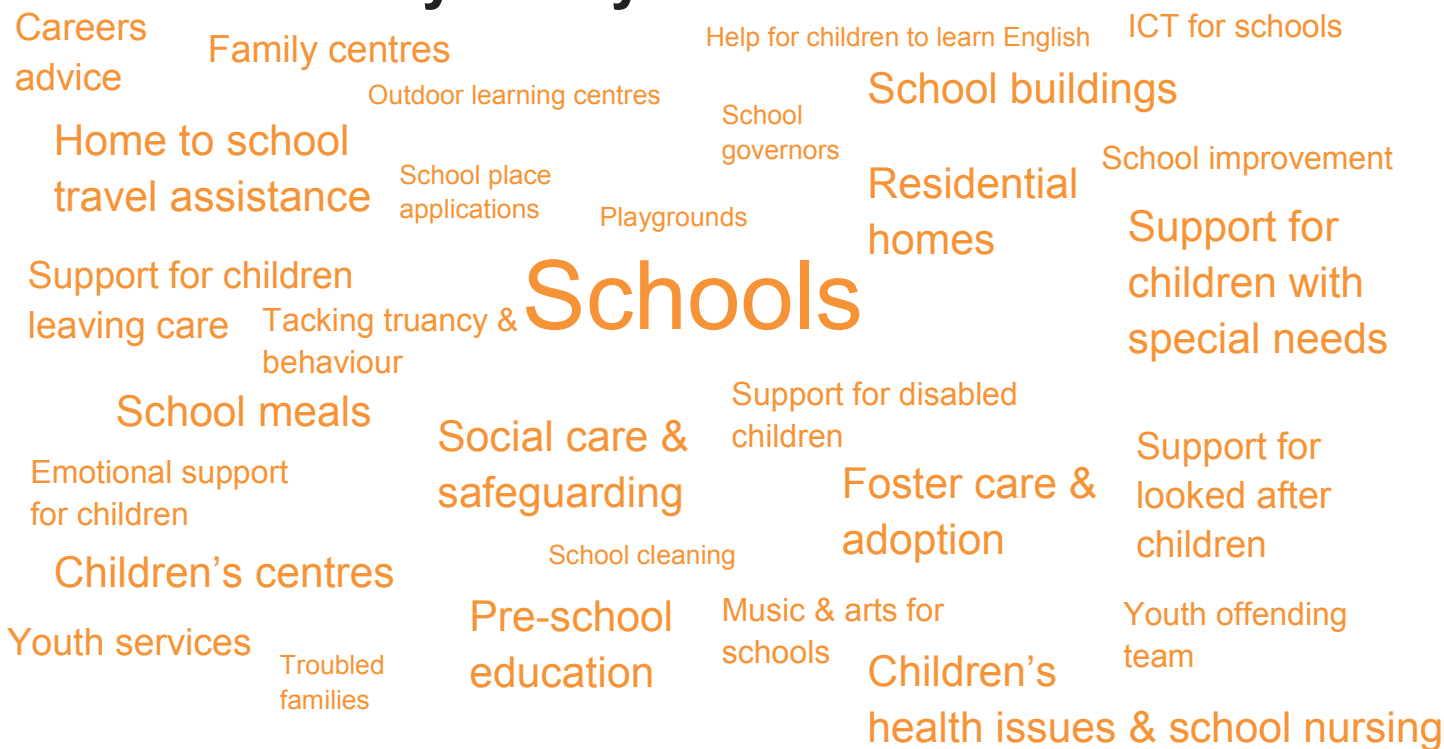 Careers
advice
Family centres
Help for children to learn English
ICT for schools
Outdoor learning centres
School buildings
School
governors
Home to school
travel assistance
School place
applications
Playgrounds
Residential
homes
School improvement
Support for
children with
special needs
Support for children
leaving care
Tacking truancy &
behaviour
Schools
School meals
Social care &
safeguarding
Support for disabled
children
Foster care &
adoption
Support for
looked after
children
Emotional support
for children
Children’s centres
School cleaning
Pre-school
education
Music & arts for
schools
Youth offending
team
Youth services
Troubled
families
Children’s
health issues & school nursing